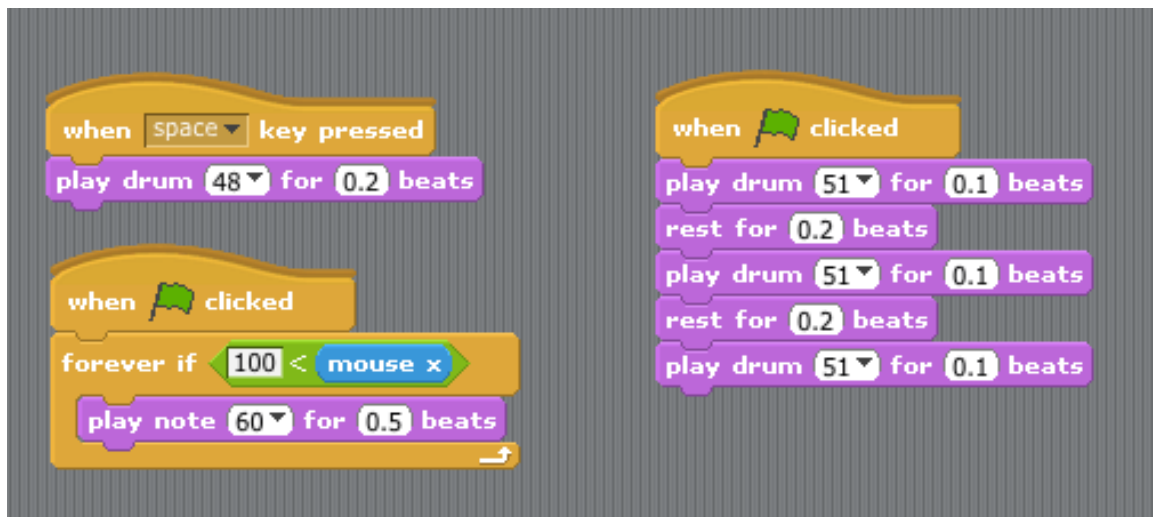 when space key pressed
play drum 48 for 0.2 beats
when clicked
forever if 100 < mouse x
play note 60 for 0.5 beats
when clicked
play drum 51 for 0.1 beats
rest for 0.2 beats
play drum 51 for 0.1 beats
rest for 0.2 beats
play drum 51 for 0.1 beats